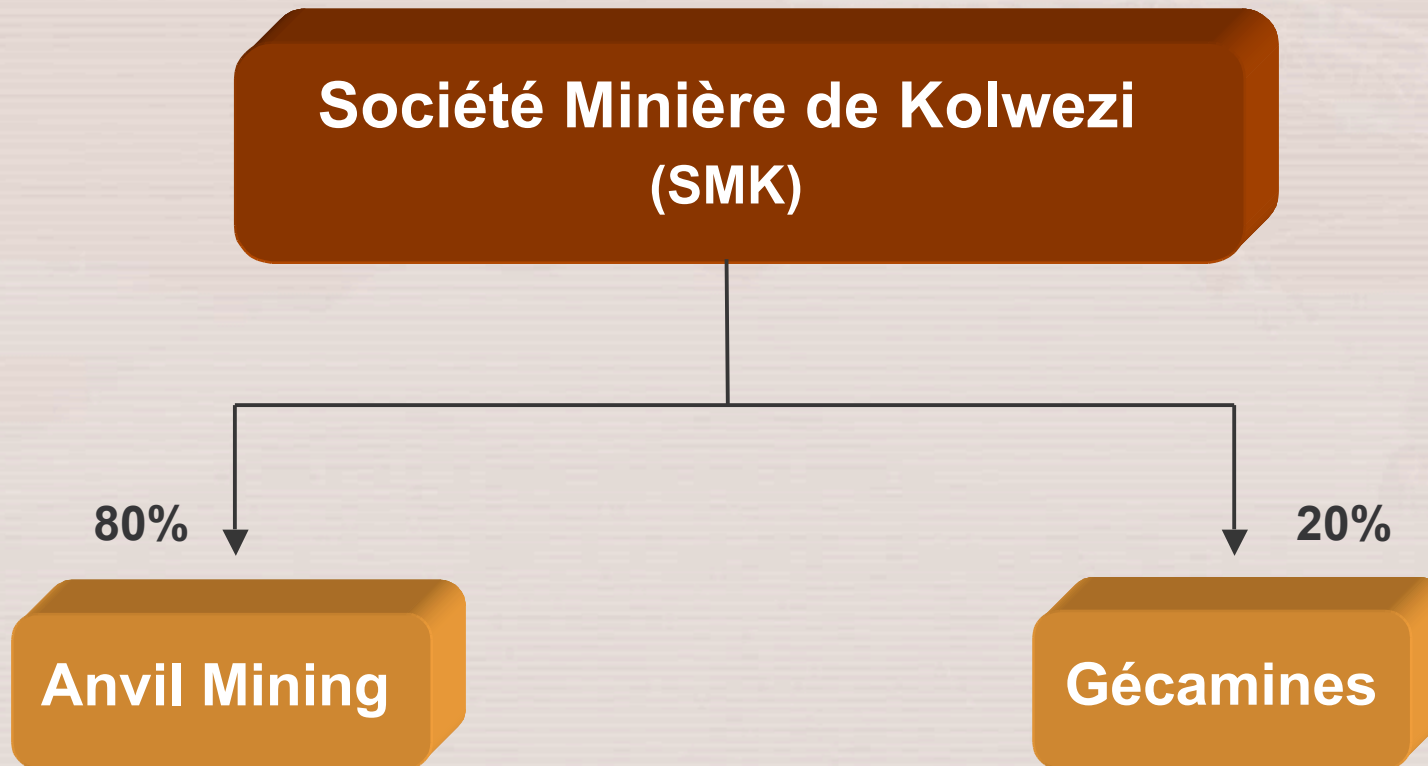 Société Minière de Kolwezi
(SMK)
80%
20%
Anvil Mining
Gécamines